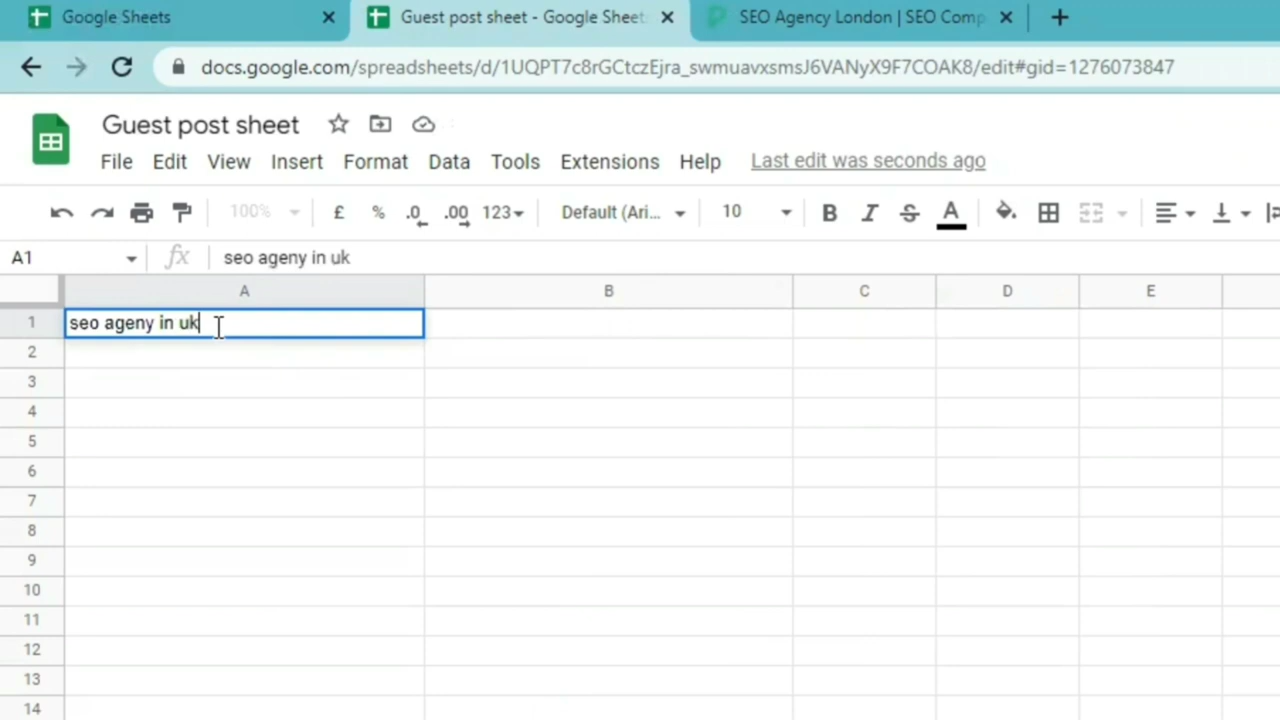 Google Sheets
Guest post sheet - Google Sheets
SEO Agency London | SEO Comp
docs.google.com/spreadsheets/d/1UQPT7c8rGCtczEjra_swmuavxsmsJ6VANyX9F7COAK8/edit#gid=1276073847
Guest post sheet
File Edit View Insert Format Data Tools Extensions Help Last edit was seconds ago
100% £ % .0 .00 123 Default (Ari... 10 B I S A
A1 fx seo ageny in uk
A B C D E
1 seo ageny in uk
2
3
4
5
6
7
8
9
10
11
12
13
14